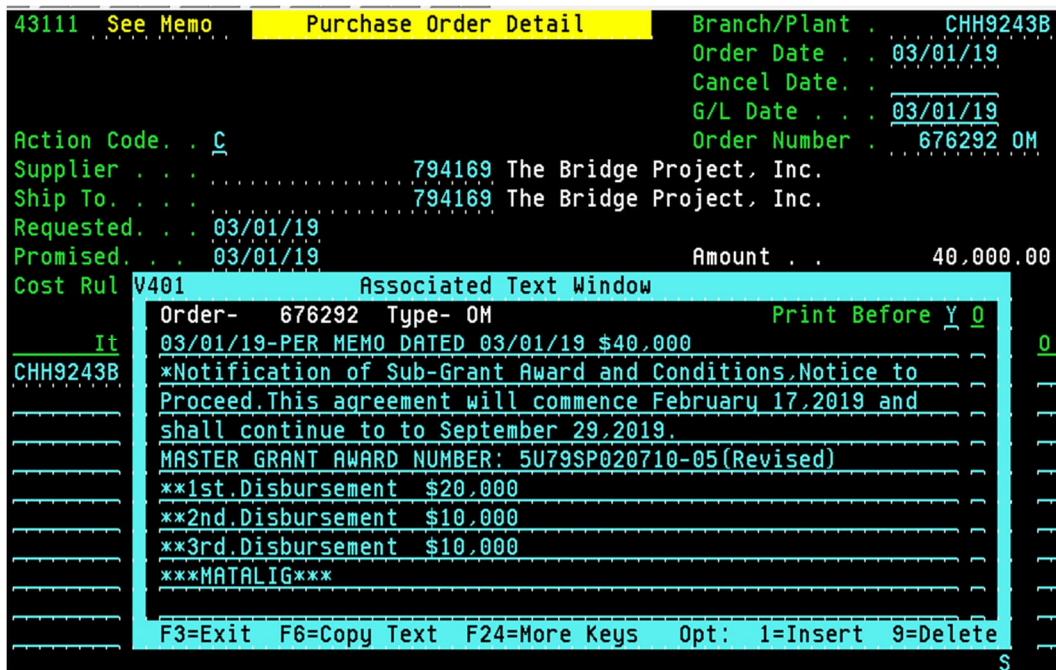 43111 See Memo Purchase Order Detail Branch/Plant . CHH9243B
Order Date . . 03/01/19
Cancel Date. .
G/L Date . . . 03/01/19
Action Code. . C Order Number . 676292 OM
Supplier . . . 794169 The Bridge Project, Inc.
Ship To. . . . 794169 The Bridge Project, Inc.
Requested. . . 03/01/19
Promised. . . 03/01/19 Amount . . 40,000.00
Cost Rul V401 Associated Text Window
Order- 676292 Type- OM Print Before Y O
It 03/01/19-PER MEMO DATED 03/01/19 $40,000 O
CHH9243B *Notification of Sub-Grant Award and Conditions,Notice to
Proceed.This agreement will commence February 17,2019 and
shall continue to to September 29,2019.
MASTER GRANT AWARD NUMBER: 5U79SP020710-05(Revised)
**1st.Disbursement $20,000
**2nd.Disbursement $10,000
**3rd.Disbursement $10,000
***MATALIG***
F3=Exit F6=Copy Text F24=More Keys Opt: 1=Insert 9=Delete
S